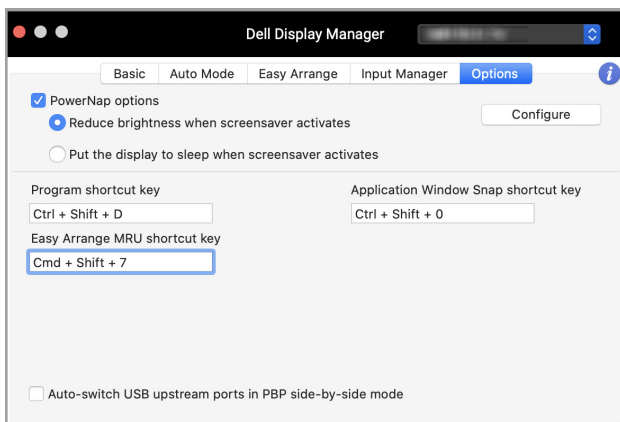 Dell Display Manager
Basic Auto Mode Easy Arrange Input Manager Options i
PowerNap options
Configure
Reduce brightness when screensaver activates
Put the display to sleep when screensaver activates
Program shortcut key Application Window Snap shortcut key
Ctrl + Shift + D Ctrl + Shift + 0
Easy Arrange MRU shortcut key
Cmd + Shift + 7
Auto-switch USB upstream ports in PBP side-by-side mode